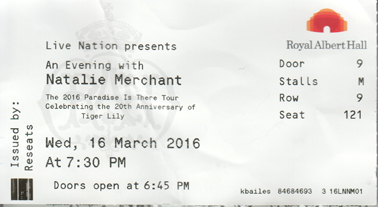 Live Nation presents
An Evening with
Natalie Merchant
The 2016 Paradise Is There Tour
Celebrating the 20th Anniversary of
Tiger Lily
Wed, 16 March 2016
At 7:30 PM
Doors open at 6:45 PM
Issued by:
Reseats
Royal Albert Hall
Door 9
Stalls M
Row 9
Seat 121
kbailes 84684693 3 16LNNM01